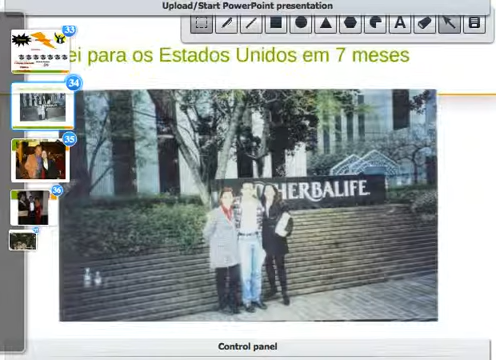 Upload/Start PowerPoint presentation
ei para os Estados Unidos em 7 meses
33
34
35
36
A
HERBALIFE
Control panel